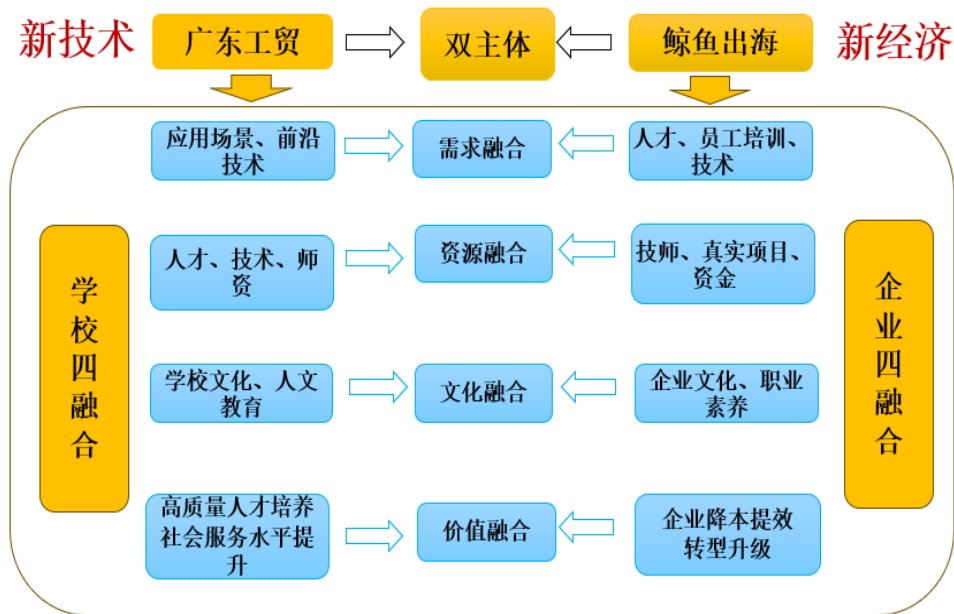 新技术
广东工贸
双主体
鲸鱼出海
新经济
应用场景、前沿
技术
需求融合
人才、员工培训、
技术
人才、技术、师
资
资源融合
技师、真实项目、
资金
学校四融合
企业四融合
学校文化、人文
教育
文化融合
企业文化、职业
素养
高质量人才培养
社会服务水平提
升
价值融合
企业降本提效
转型升级